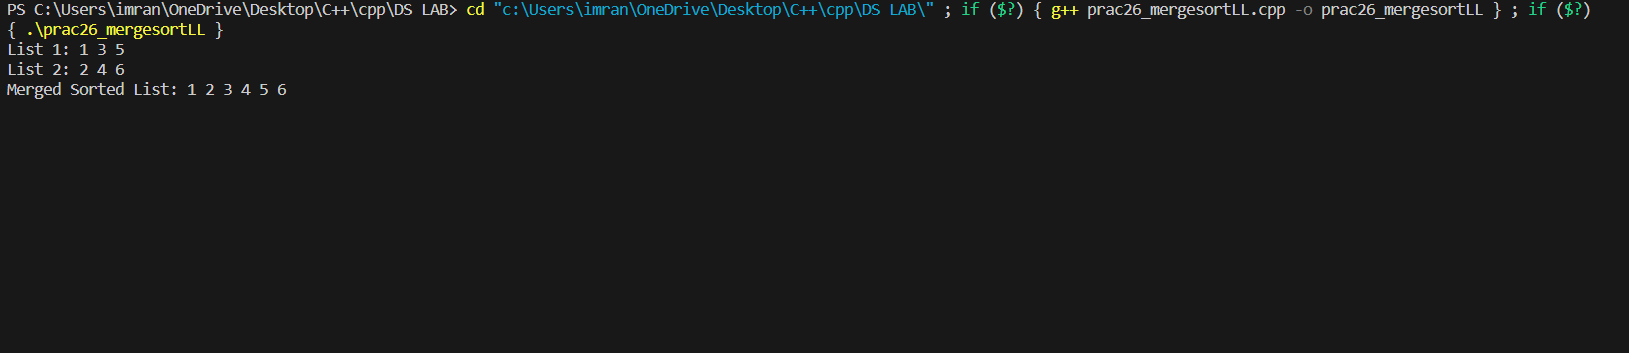 PS C:\Users\imran\OneDrive\Desktop\C++\cpp\DS LAB> cd "c:\Users\imran\OneDrive\Desktop\C++\cpp\DS LAB\" ; if ($?) { g++ prac26_mergesortLL.cpp -o prac26_mergesortLL } ; if ($?)
{ .\prac26_mergesortLL }
List 1: 1 3 5
List 2: 2 4 6
Merged Sorted List: 1 2 3 4 5 6